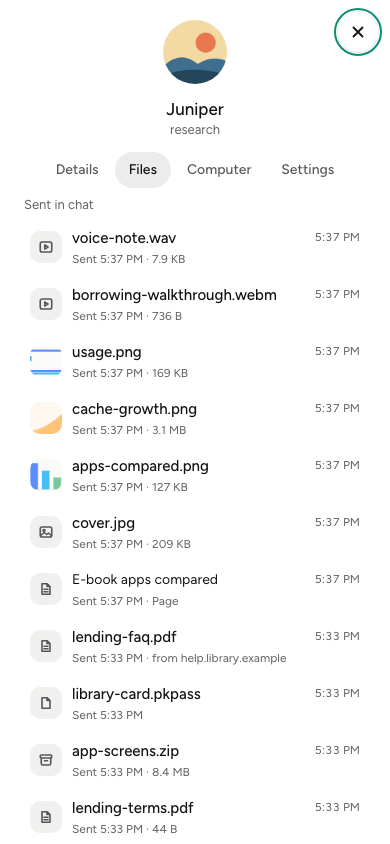 Juniper
research
Details Files Computer Settings
Sent in chat
voice-note.wav 5:37 PM
Sent 5:37 PM · 7.9 KB
borrowing-walkthrough.webm 5:37 PM
Sent 5:37 PM · 736 B
usage.png 5:37 PM
Sent 5:37 PM · 169 KB
cache-growth.png 5:37 PM
Sent 5:37 PM · 3.1 MB
apps-compared.png 5:37 PM
Sent 5:37 PM · 127 KB
cover.jpg 5:37 PM
Sent 5:37 PM · 209 KB
E-book apps compared 5:37 PM
Sent 5:37 PM · Page
lending-faq.pdf 5:33 PM
Sent 5:33 PM · from help.library.example
library-card.pkpass 5:33 PM
Sent 5:33 PM
app-screens.zip 5:33 PM
Sent 5:33 PM · 8.4 MB
lending-terms.pdf 5:33 PM
Sent 5:33 PM · 44 B